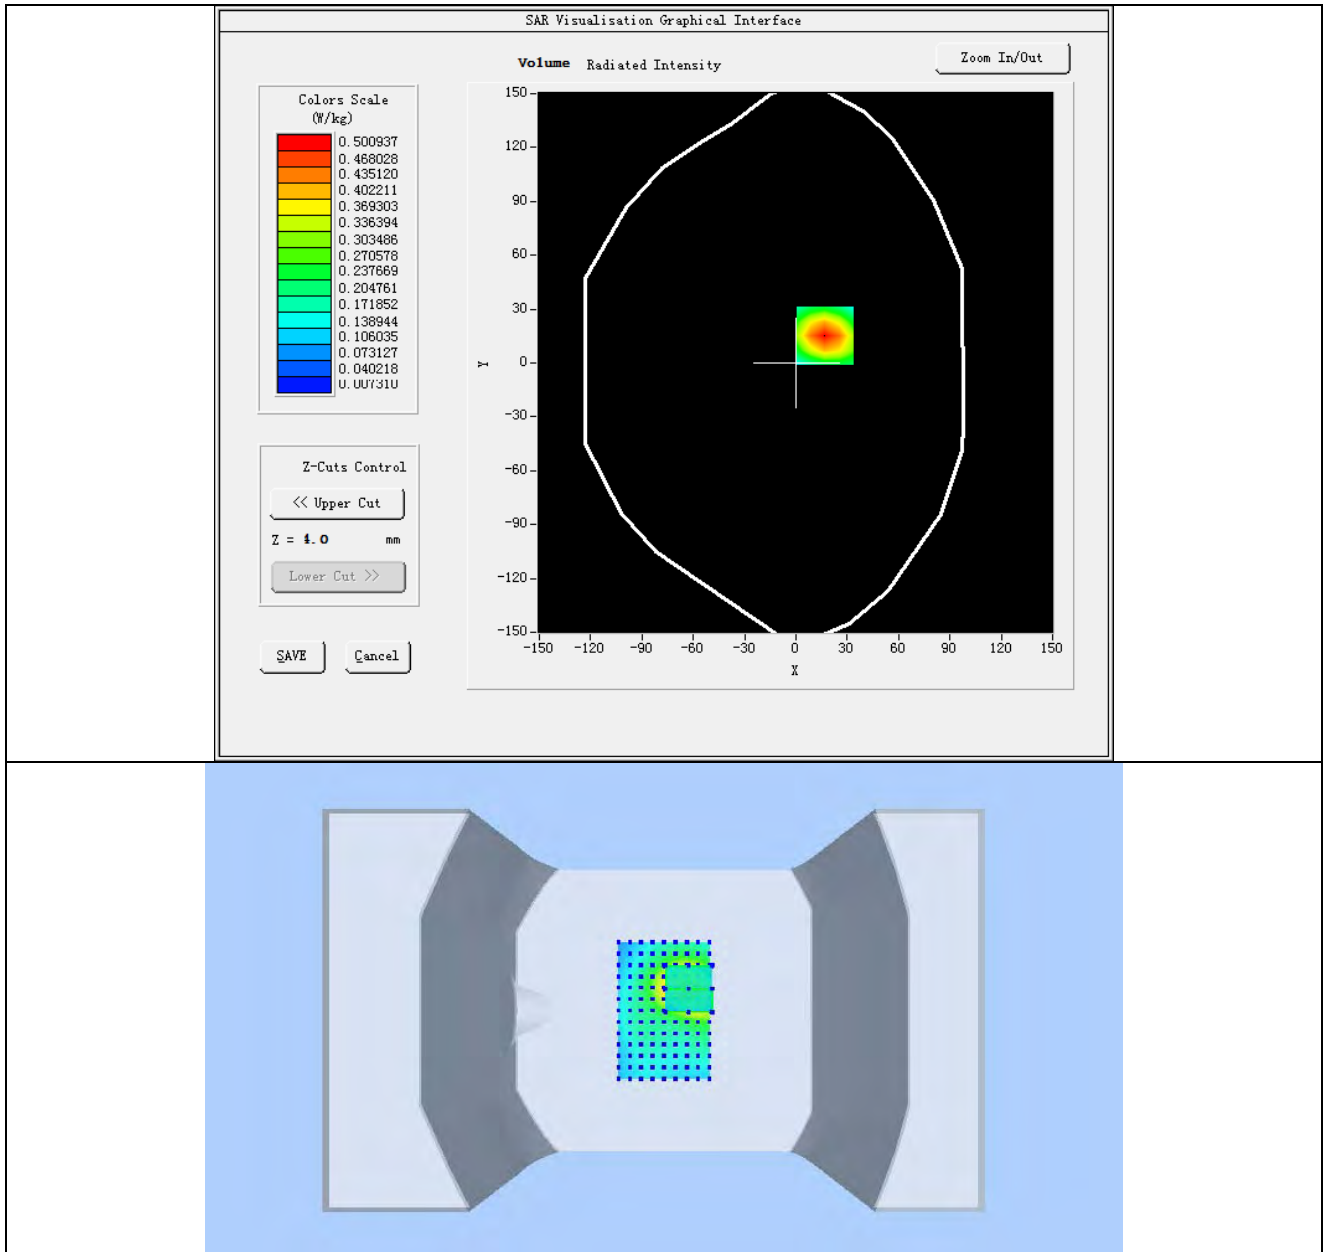 SAR Visualisation Graphical Interface
Volume Radiated Intensity
Zoom In/Out
Colors Scale
(W/kg)
0.500937
0.468028
0.435120
0.402211
0.369303
0.336394
0.303486
0.270578
0.237669
0.204761
0.171852
0.138944
0.106035
0.073127
0.040218
0.007310
Z-Cuts Control
<< Upper Cut
Z = 4.0 mm
Lower Cut >>
SAVE
Cancel
150
120
90
60
30
0
-30
-60
-90
-120
-150
Y
-150 -120 -90 -60 -30 0 30 60 90 120 150
X